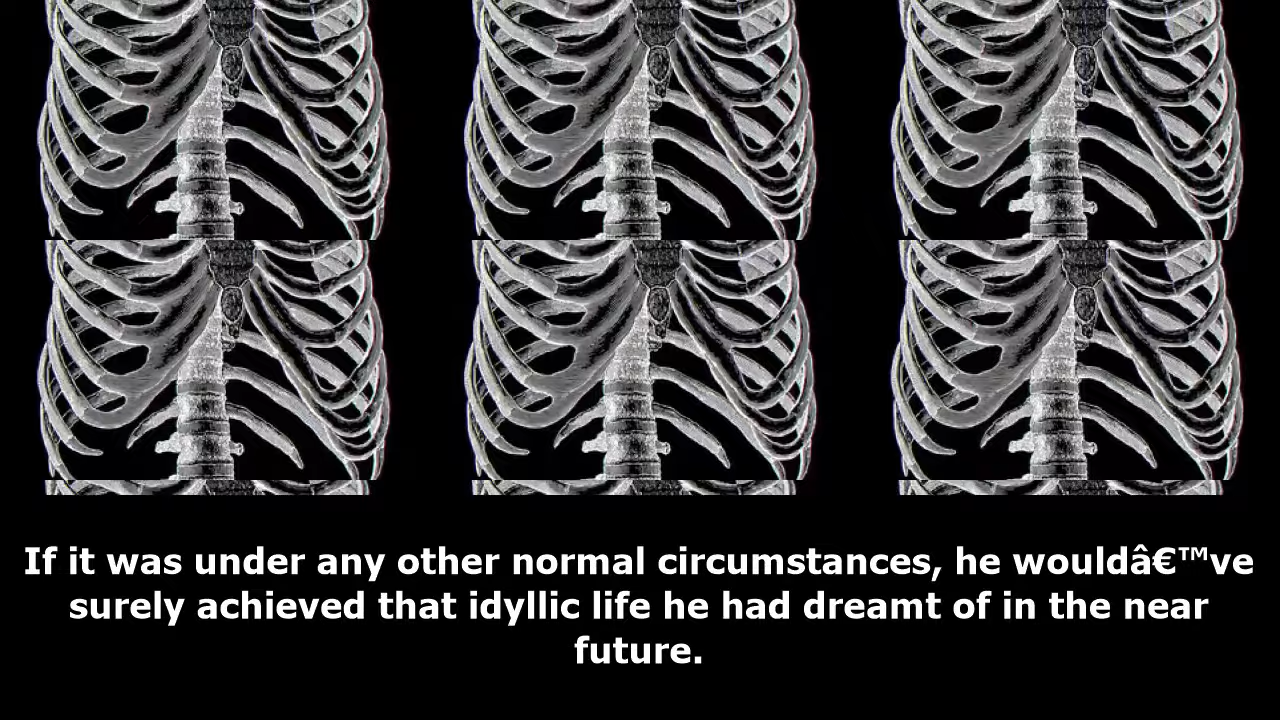 If it was under any other normal circumstances, he wouldâ€™ve
surely achieved that idyllic life he had dreamt of in the near
future.